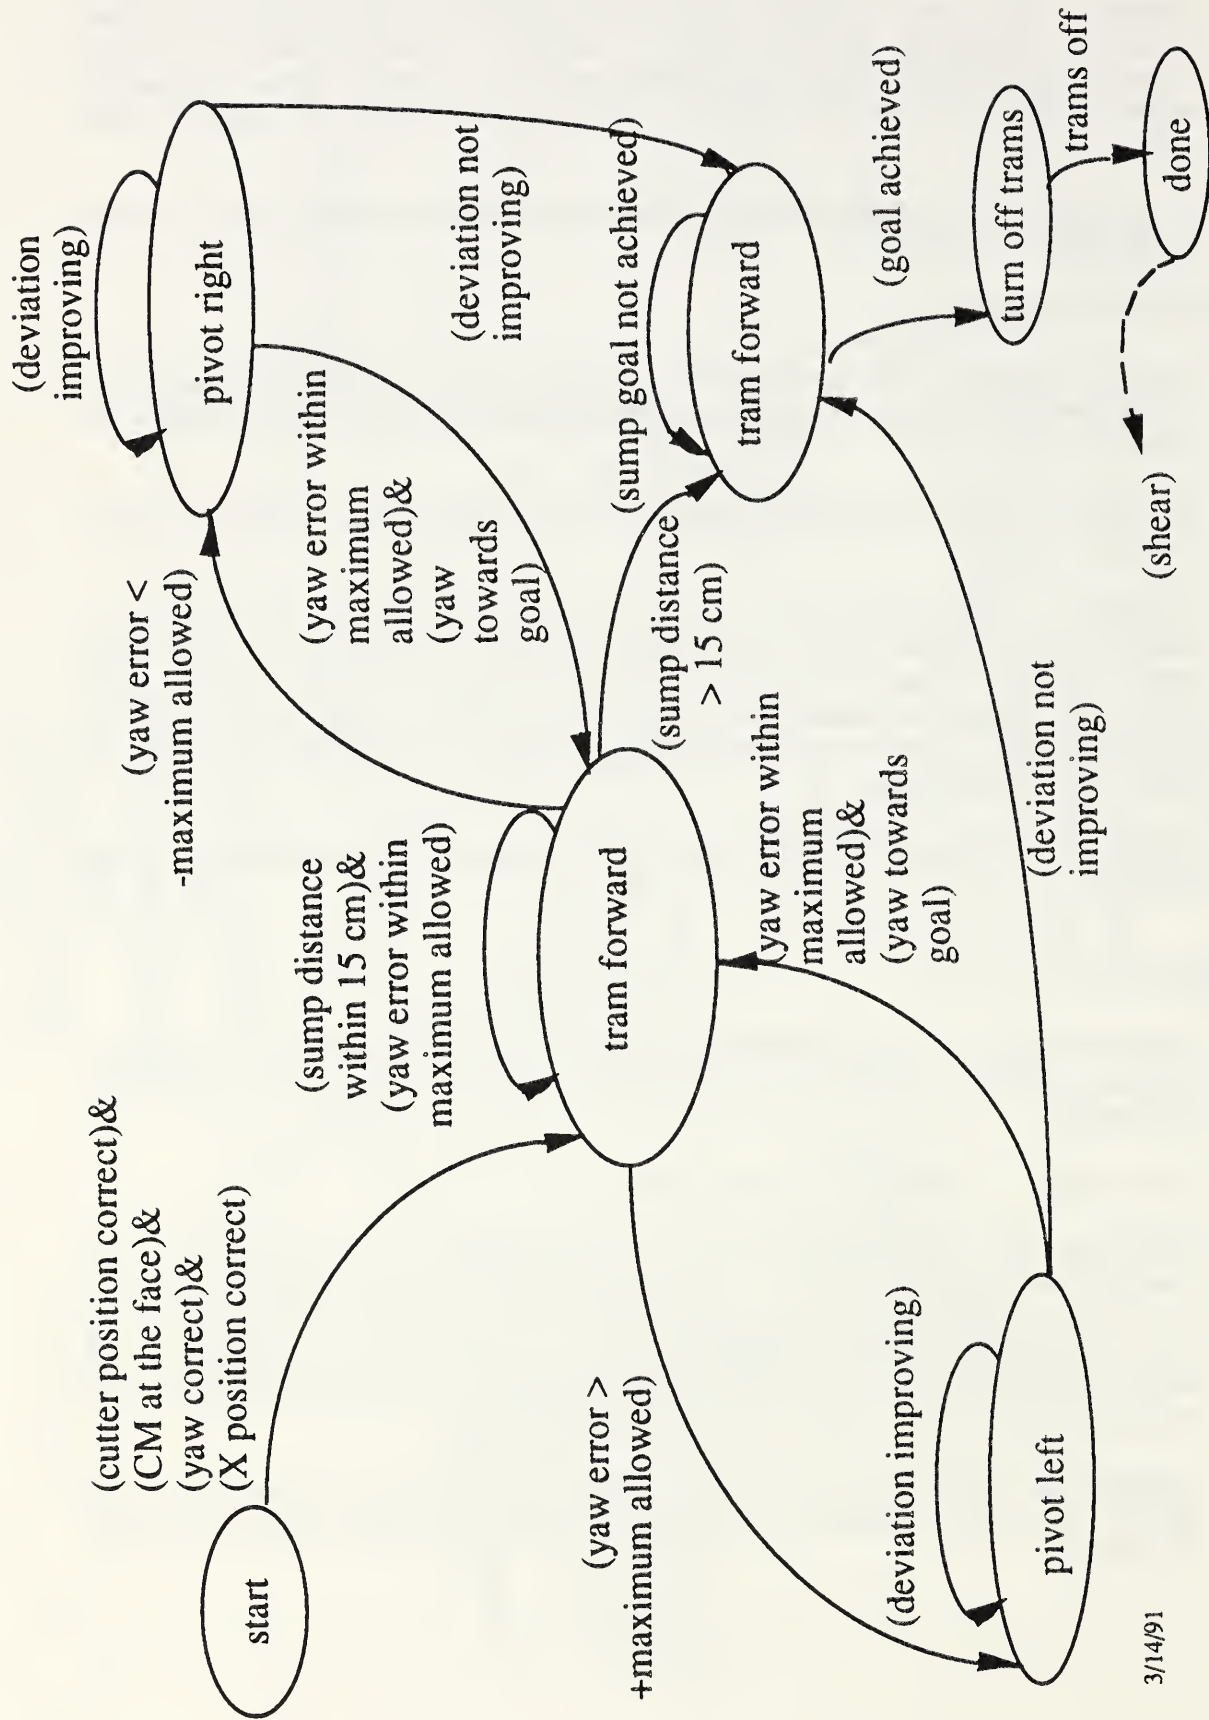 (cutter position correct)&
(CM at the face)&
(yaw correct)&
(X position correct)
start
(deviation
improving)
pivot right
(yaw error <
-maximum allowed)
(sump distance
within 15 cm)&
(yaw error within
maximum allowed)
(yaw error within
maximum
allowed)&
(yaw
towards
goal)
(deviation not
improving)
tram forward
(sump distance
> 15 cm)
(sump goal not achieved)
tram forward
(yaw error >
+maximum allowed)
(yaw error within
maximum
allowed)&
(yaw towards
goal)
(deviation improving)
pivot left
(deviation not
improving)
(goal achieved)
turn off trams
trams off
done
(shear)
3/14/91